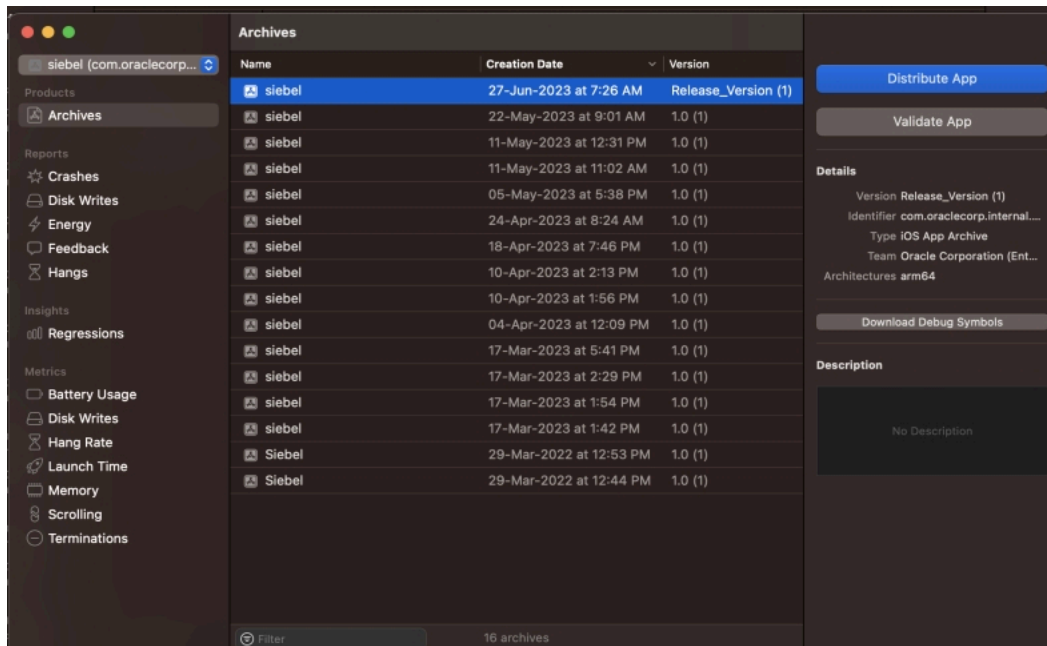 siebel (com.oraclecorp...
Products
Archives
Reports
Crashes
Disk Writes
Energy
Feedback
Hangs
Insights
Regressions
Metrics
Battery Usage
Disk Writes
Hang Rate
Launch Time
Memory
Scrolling
Terminations
Archives
Name Creation Date Version
siebel 27-Jun-2023 at 7:26 AM Release_Version (1)
siebel 22-May-2023 at 9:01 AM 1.0 (1)
siebel 11-May-2023 at 12:31 PM 1.0 (1)
siebel 11-May-2023 at 11:02 AM 1.0 (1)
siebel 05-May-2023 at 5:38 PM 1.0 (1)
siebel 24-Apr-2023 at 8:24 AM 1.0 (1)
siebel 18-Apr-2023 at 7:46 PM 1.0 (1)
siebel 10-Apr-2023 at 2:13 PM 1.0 (1)
siebel 10-Apr-2023 at 1:56 PM 1.0 (1)
siebel 04-Apr-2023 at 12:09 PM 1.0 (1)
siebel 17-Mar-2023 at 5:41 PM 1.0 (1)
siebel 17-Mar-2023 at 2:29 PM 1.0 (1)
siebel 17-Mar-2023 at 1:54 PM 1.0 (1)
siebel 17-Mar-2023 at 1:42 PM 1.0 (1)
Siebel 29-Mar-2022 at 12:53 PM 1.0 (1)
Siebel 29-Mar-2022 at 12:44 PM 1.0 (1)
Filter 16 archives
Distribute App
Validate App
Details
Version Release_Version (1)
Identifier com.oraclecorp.internal....
Type iOS App Archive
Team Oracle Corporation (Ent...
Architectures arm64
Download Debug Symbols
Description
No Description